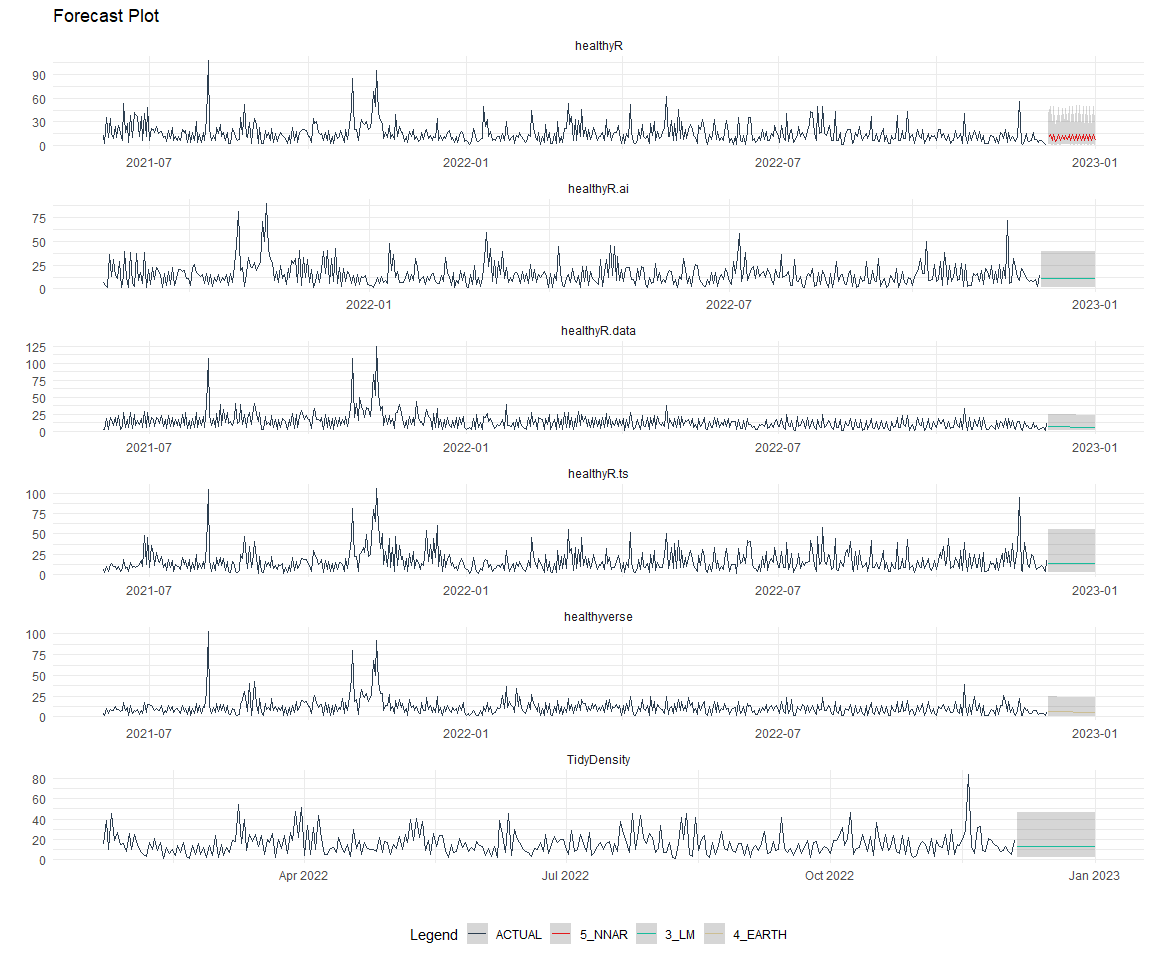 Forecast Plot
healthyR
90
60
30
0
2021-07 2022-01 2022-07 2023-01
healthyR.ai
75
50
25
0
2022-01 2022-07 2023-01
healthyR.data
125
100
75
50
25
0
2021-07 2022-01 2022-07 2023-01
healthyR.ts
100
75
50
25
0
2021-07 2022-01 2022-07 2023-01
healthyverse
100
75
50
25
0
2021-07 2022-01 2022-07 2023-01
TidyDensity
80
60
40
20
0
Apr 2022 Jul 2022 Oct 2022 Jan 2023
Legend ACTUAL 5_NNAR 3_LM 4_EARTH